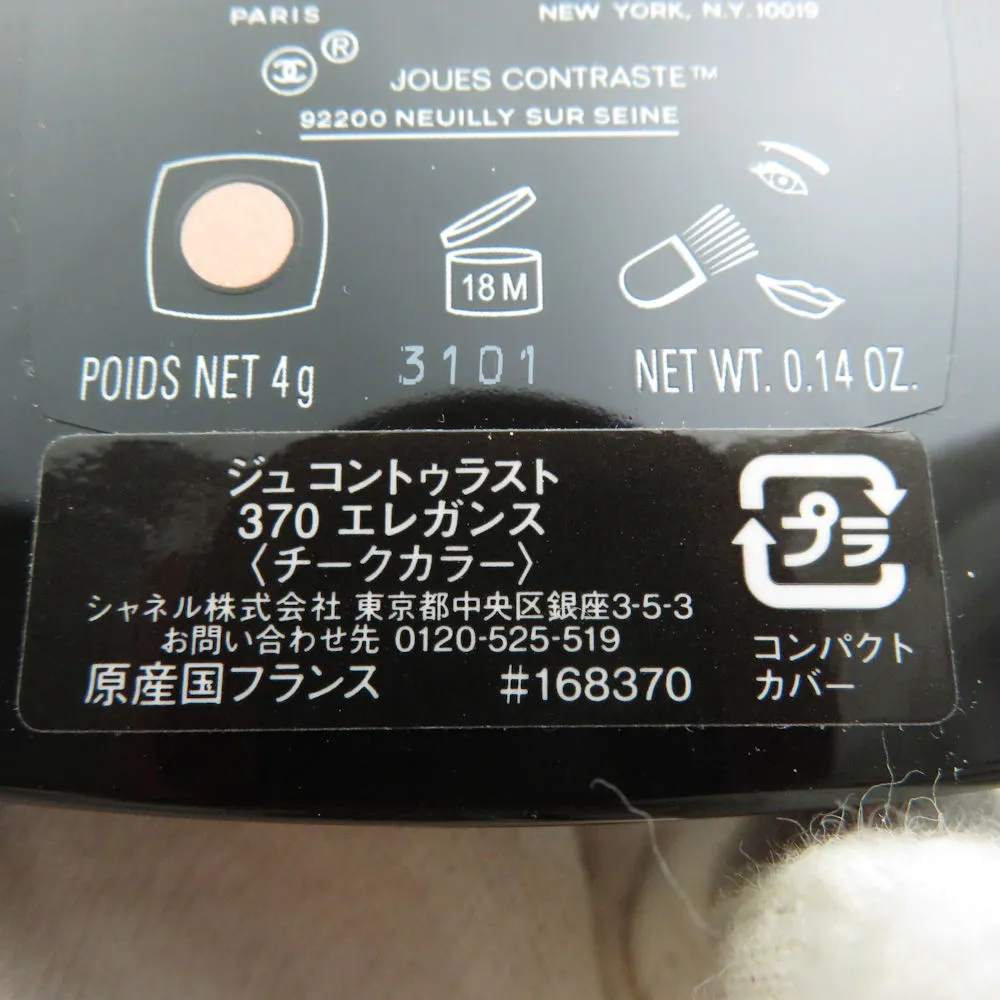 PARIS
NEW YORK, N.Y. 10019
®
JOUES CONTRASTE™
92200 NEUILLY SUR SEINE
18 M
POIDS NET 4g
3101
NET WT. 0.14 OZ.
ジュ コントゥラスト
370 エレガンス
〈チークカラー〉
シャネル株式会社 東京都中央区銀座3-5-3
お問い合わせ先 0120-525-519
原産国フランス
#168370
プラ
コンパクト
カバー